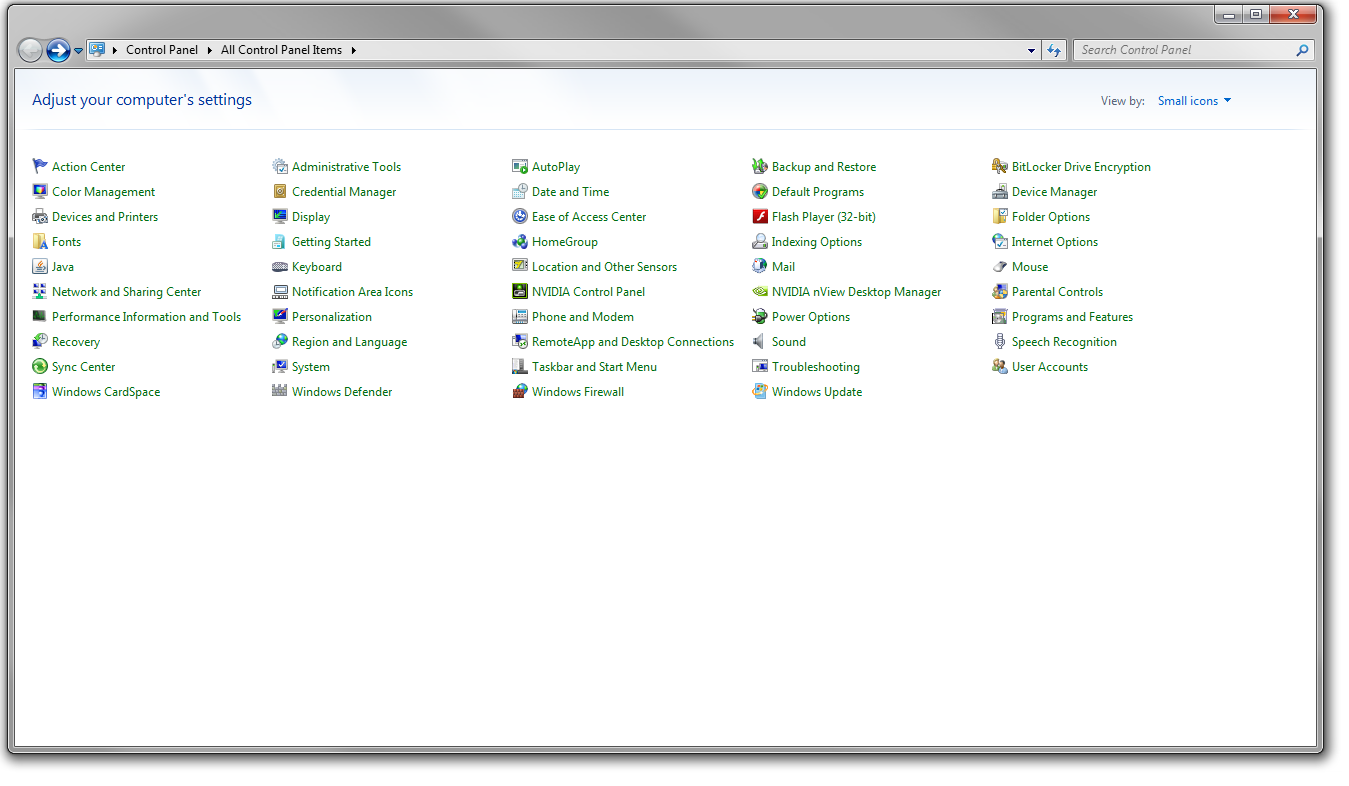 Control Panel All Control Panel Items Search Control Panel
Adjust your computer's settings View by: Small icons
Action Center Administrative Tools AutoPlay Backup and Restore BitLocker Drive Encryption
Color Management Credential Manager Date and Time Default Programs Device Manager
Devices and Printers Display Ease of Access Center Flash Player (32-bit) Folder Options
Fonts Getting Started HomeGroup Indexing Options Internet Options
Java Keyboard Location and Other Sensors Mail Mouse
Network and Sharing Center Notification Area Icons NVIDIA Control Panel NVIDIA nView Desktop Manager Parental Controls
Performance Information and Tools Personalization Phone and Modem Power Options Programs and Features
Recovery Region and Language RemoteApp and Desktop Connections Sound Speech Recognition
Sync Center System Taskbar and Start Menu Troubleshooting User Accounts
Windows CardSpace Windows Defender Windows Firewall Windows Update